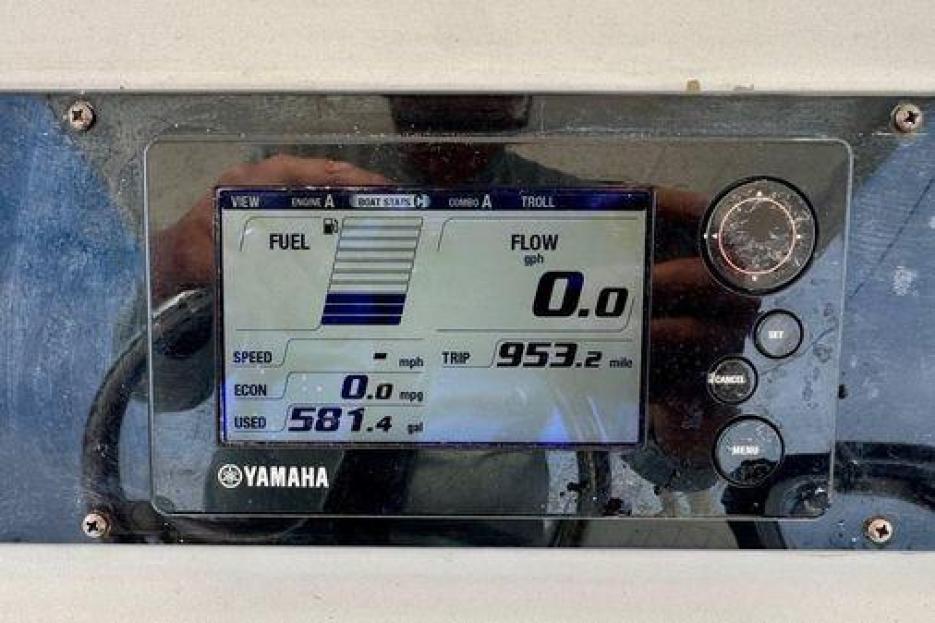 VIEW ENGINE A BOAT STATS COMBO A TROLL
FUEL
FLOW
gph
0.0
SPEED - mph
TRIP 953.2 mile
ECON 0.0 mpg
USED 581.4 gal
YAMAHA
SET
CANCEL
MENU